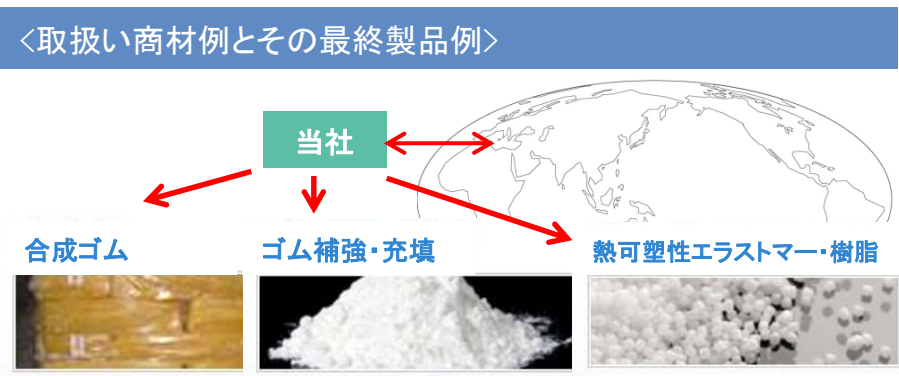 <取扱い商材例とその最終製品例>
当社
合成ゴム
ゴム補強・充填
熱可塑性エラストマー・樹脂